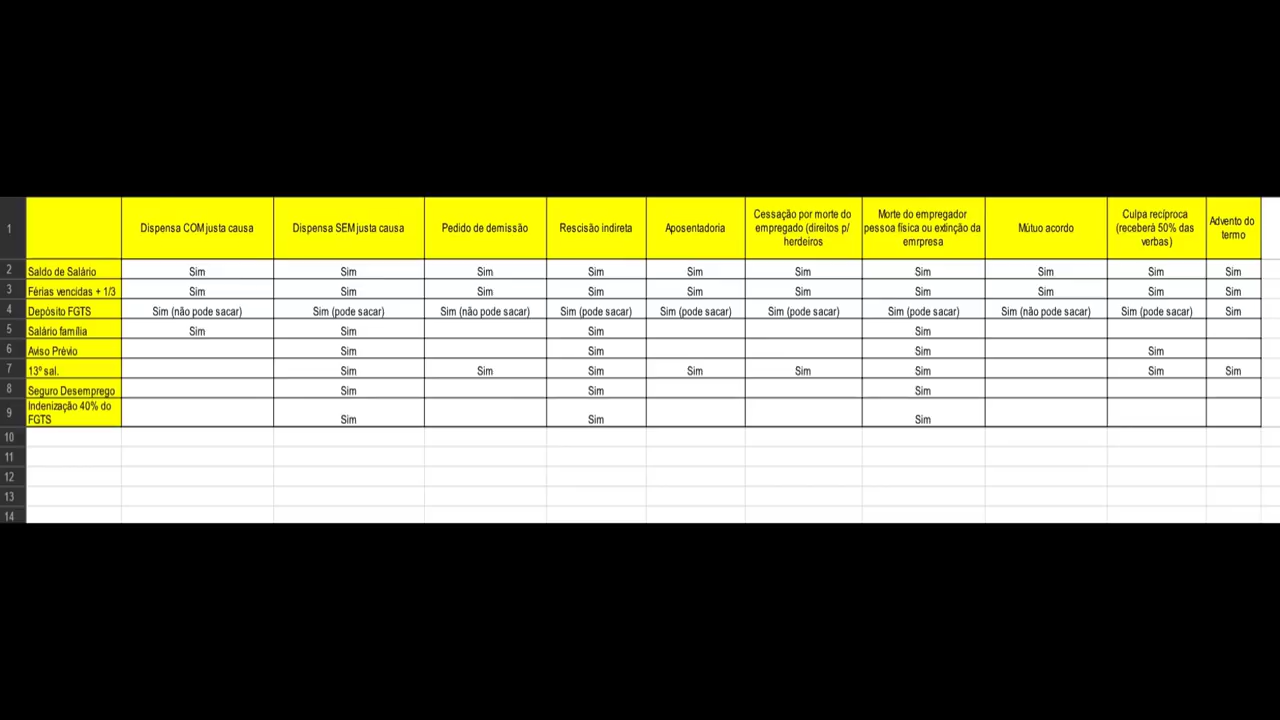 1 Dispensa COM justa causa Dispensa SEM justa causa Pedido de demissão Rescisão indireta Aposentadoria Cessação por morte do empregado (direitos p/ herdeiros Morte do empregador pessoa física ou extinção da emrpresa Mútuo acordo Culpa recíproca (receberá 50% das verbas) Advento do termo
2 Saldo de Salário Sim Sim Sim Sim Sim Sim Sim Sim Sim Sim
3 Férias vencidas + 1/3 Sim Sim Sim Sim Sim Sim Sim Sim Sim Sim
4 Depósito FGTS Sim (não pode sacar) Sim (pode sacar) Sim (não pode sacar) Sim (pode sacar) Sim (pode sacar) Sim (pode sacar) Sim (pode sacar) Sim (não pode sacar) Sim (pode sacar) Sim
5 Salário família Sim Sim Sim Sim
6 Aviso Prévio Sim Sim Sim Sim
7 13º sal. Sim Sim Sim Sim Sim Sim Sim Sim
8 Seguro Desemprego Sim Sim Sim
9 Indenização 40% do FGTS Sim Sim Sim
10
11
12
13
14